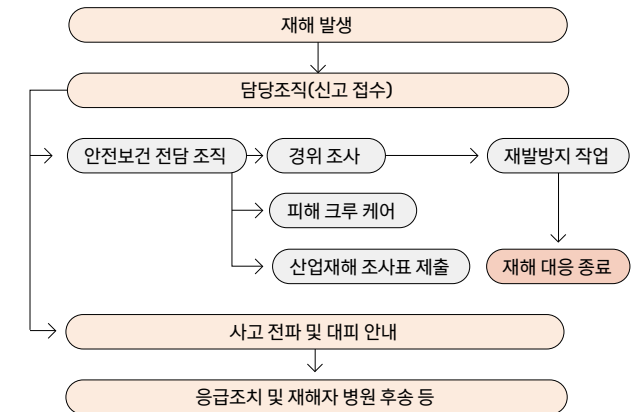 재해 발생
담당조직(신고 접수)
안전보건 전담 조직
경위 조사
재발방지 작업
피해 크루 케어
산업재해 조사표 제출
재해 대응 종료
사고 전파 및 대피 안내
응급조치 및 재해자 병원 후송 등